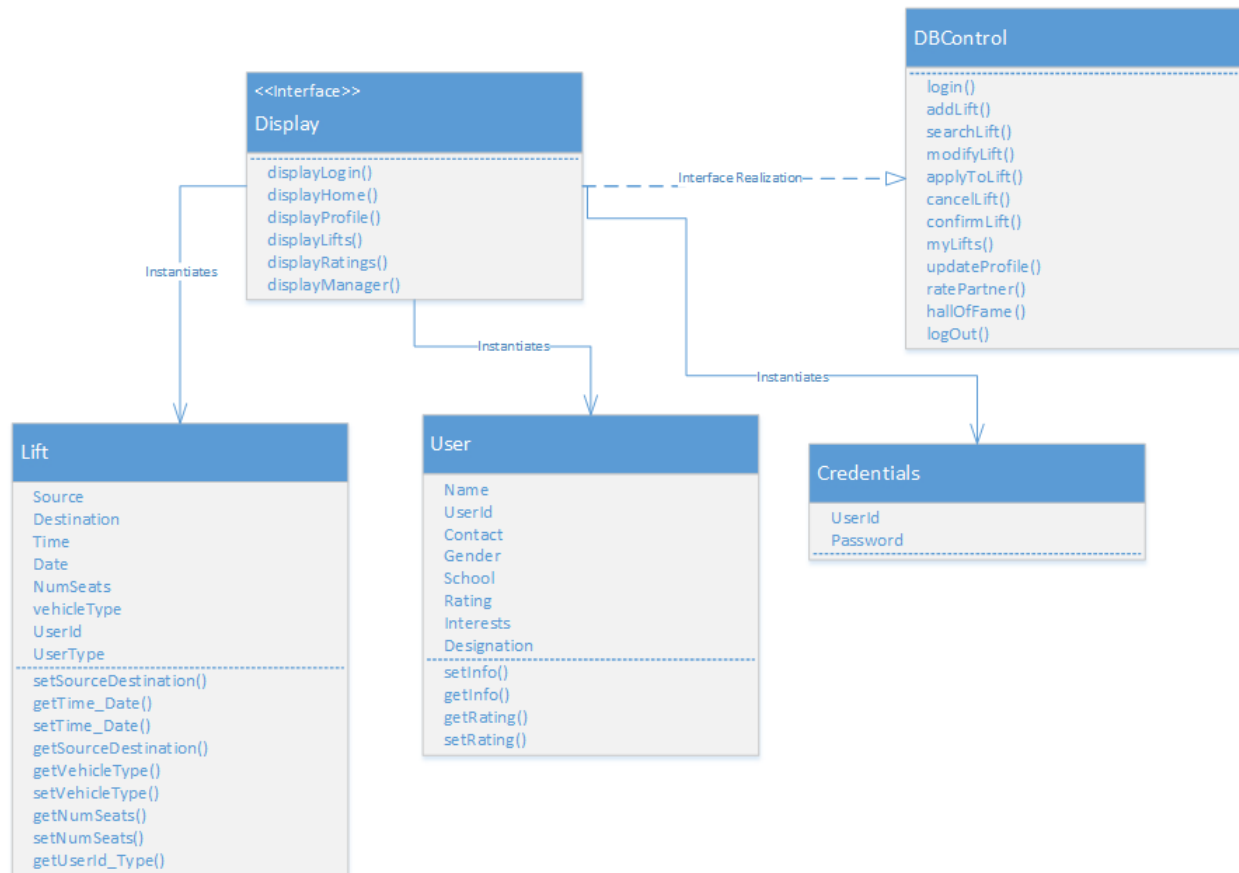 DBControl
login()
addLift()
searchLift()
modifyLift()
applyToLift()
cancelLift()
confirmLift()
myLifts()
updateProfile()
ratePartner()
hallOfFame()
logOut()
<<Interface>>
Display
displayLogin()
displayHome()
displayProfile()
displayLifts()
displayRatings()
displayManager()
Interface Realization
Instantiates
Instantiates
Instantiates
Lift
Source
Destination
Time
Date
NumSeats
vehicleType
UserId
UserType
setSourceDestination()
getTime_Date()
setTime_Date()
getSourceDestination()
getVehicleType()
setVehicleType()
getNumSeats()
setNumSeats()
getUserId_Type()
User
Name
UserId
Contact
Gender
School
Rating
Interests
Designation
setInfo()
getInfo()
getRating()
setRating()
Credentials
UserId
Password